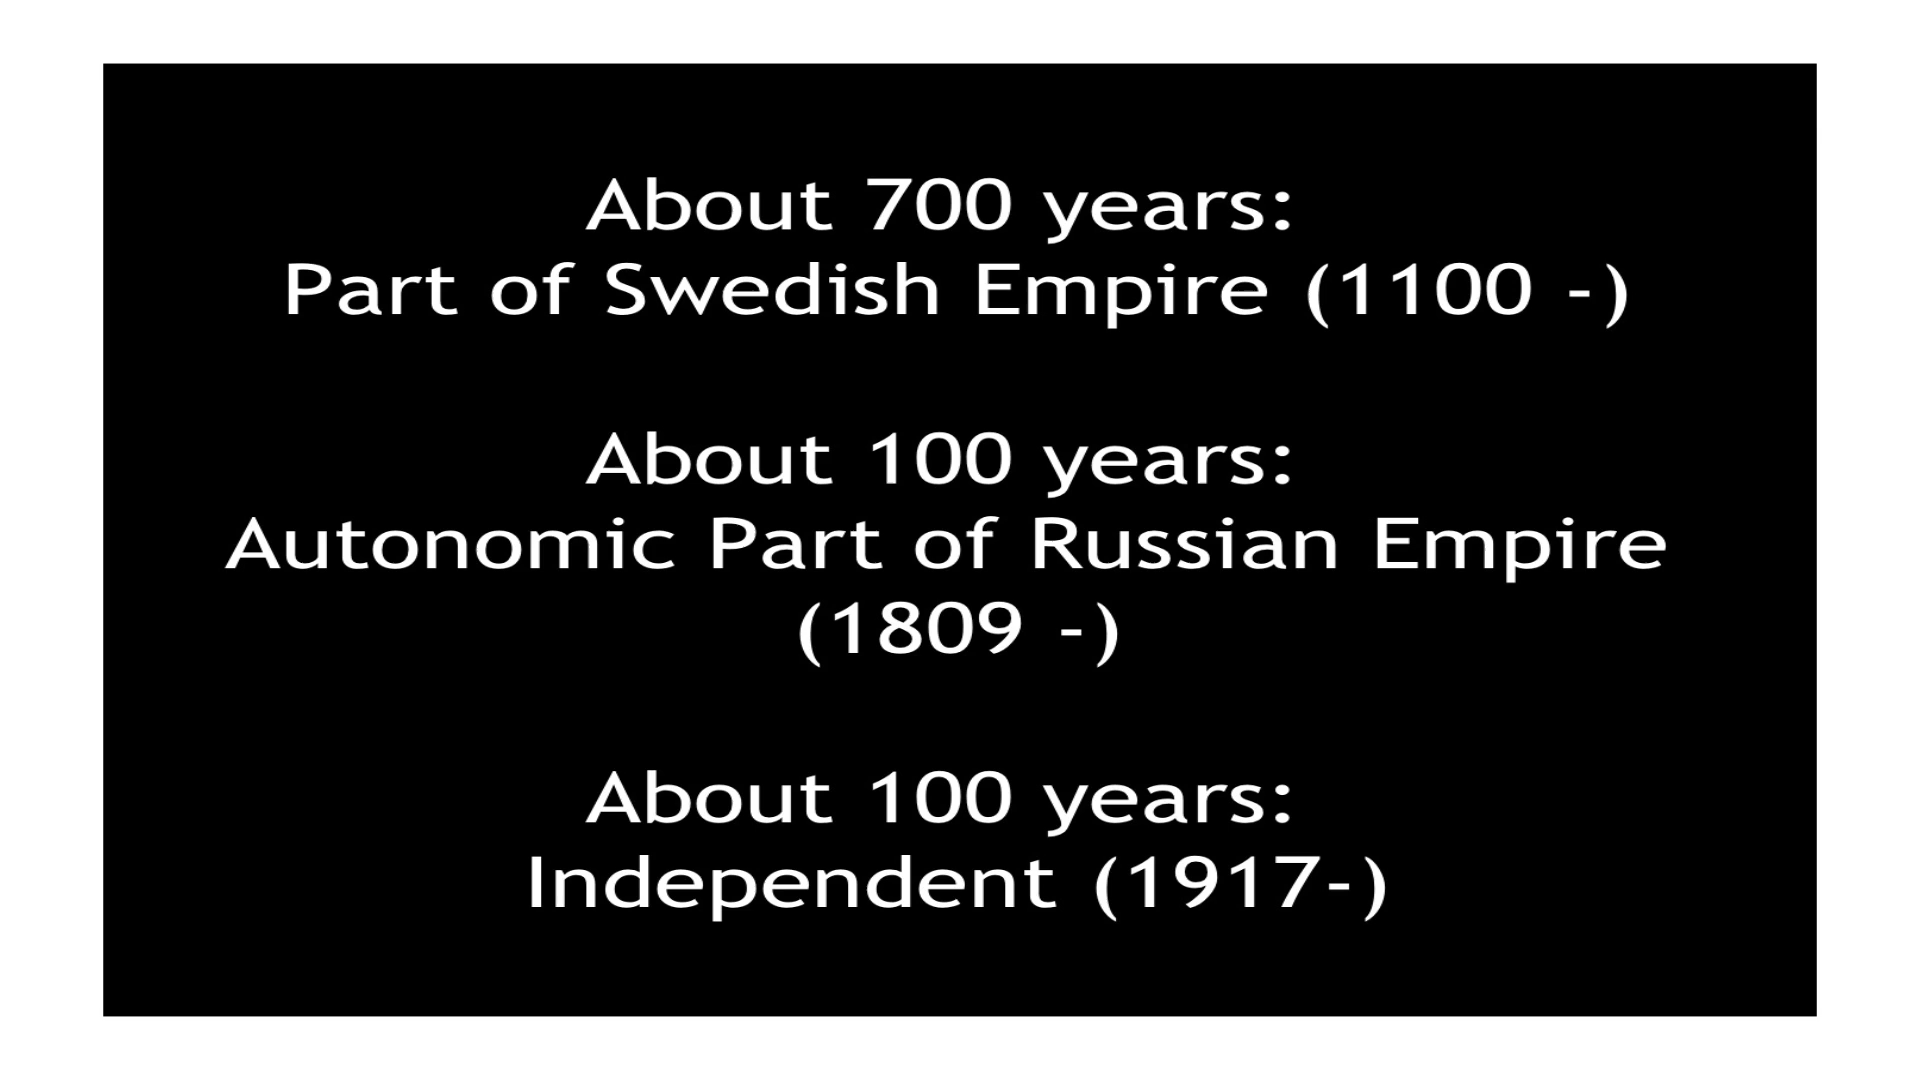 About 700 years:
Part of Swedish Empire (1100 -)
About 100 years:
Autonomic Part of Russian Empire
(1809 -)
About 100 years:
Independent (1917-)